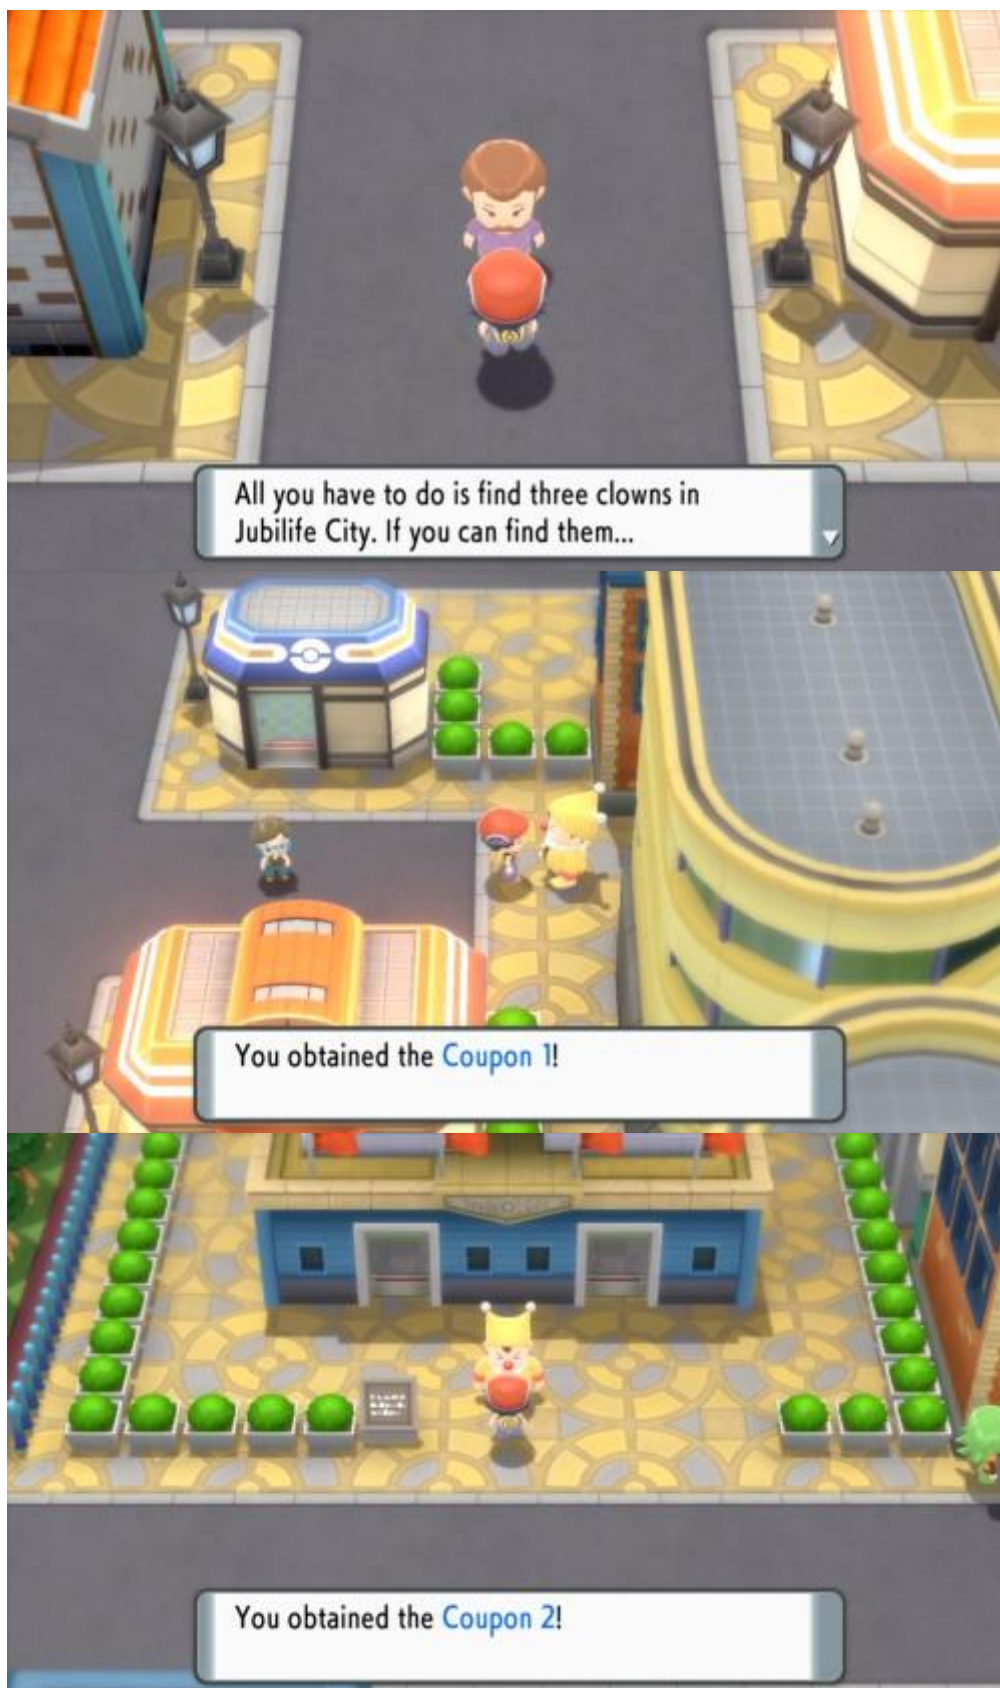 All you have to do is find three clowns in
Jubilife City. If you can find them...
You obtained the Coupon 1!
You obtained the Coupon 2!